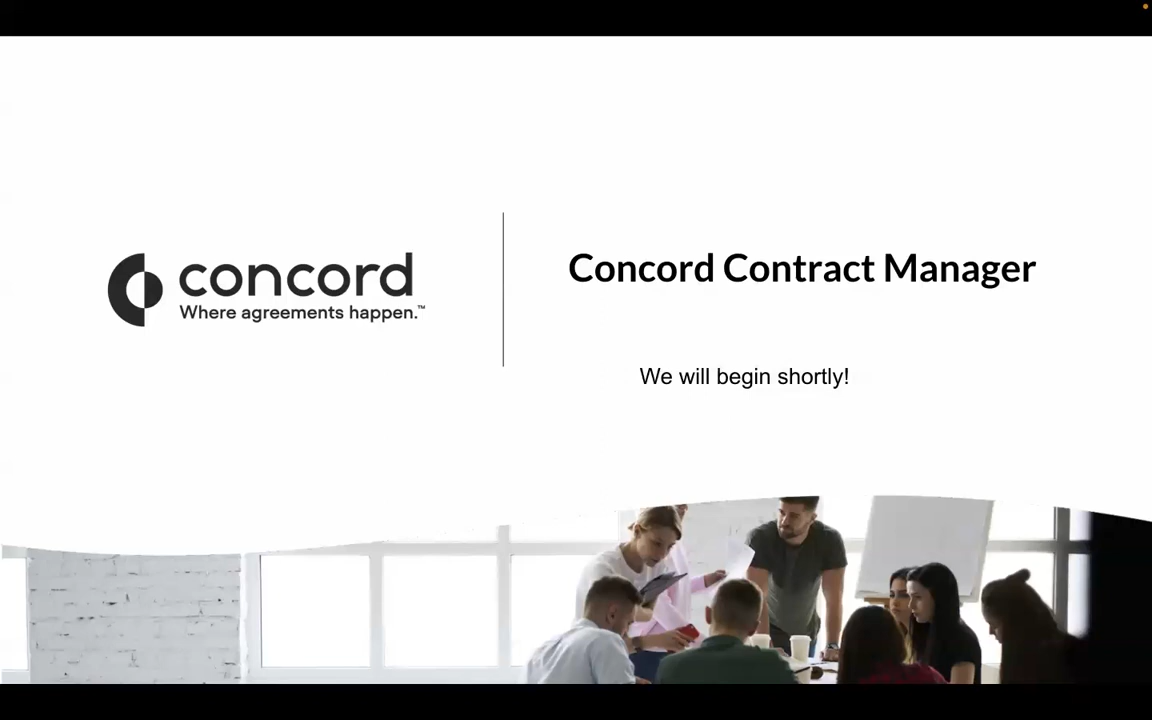 concord
Where agreements happen.™
Concord Contract Manager
We will begin shortly!